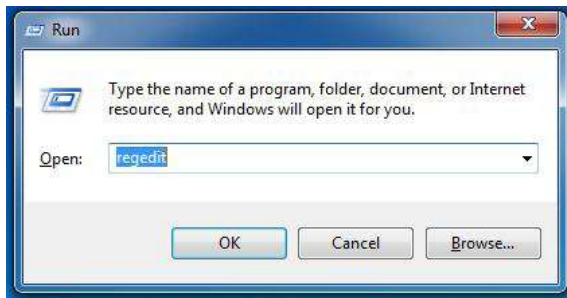 Run
Type the name of a program, folder, document, or Internet
resource, and Windows will open it for you.
Open: regedit
OK Cancel Browse...